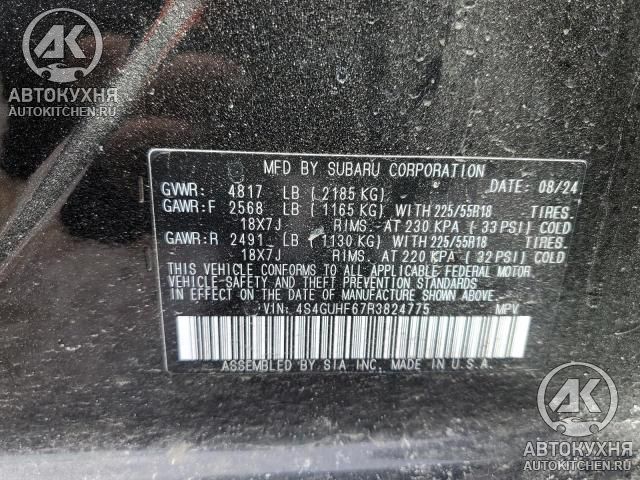 AK
АВТОКУХНЯ
AUTOKITCHEN.RU
MFD BY SUBARU CORPORATION
GVWR: 4817 LB (2185 KG) DATE: 08/24
GAWR:F 2568 LB (1165 KG) WITH 225/55R18 TIRES.
18X7J RIMS. AT 230 KPA (33 PSI) COLD
GAWR:R 2491 LB (1130 KG) WITH 225/55R18 TIRES.
18X7J RIMS. AT 220 KPA (32 PSI) COLD
THIS VEHICLE CONFORMS TO ALL APPLICABLE FEDERAL MOTOR
VEHICLE-SAFETY-AND THEFT PREVENTION STANDARDS
IN EFFECT ON THE DATE OF MANUFACTURE SHOWN ABOVE.
VIN: 4S4GUHF67R3824775 MPV
ASSEMBLED BY SIA INC, MADE IN U.S.A.
AK
АВТОКУХНЯ
AUTOKITCHEN.RU